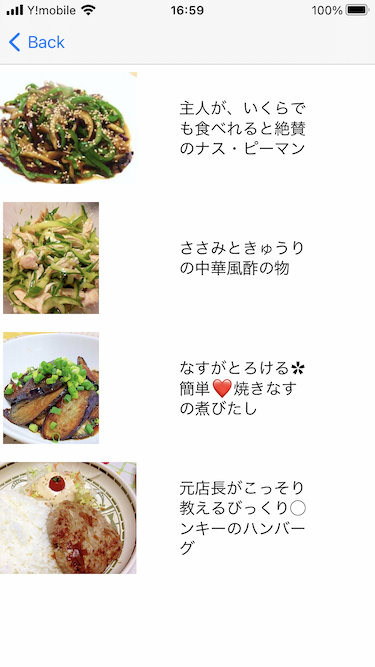 Y!mobile 16:59 100%
Back
主人が、いくらで
も食べれると絶賛
のナス・ピーマン
ささみときゅうり
の中華風酢の物
なすがとろける✲
簡単❤️焼きなす
の煮びたし
元店長がこっそり
教えるびっくり◯
ンキーのハンバー
グ